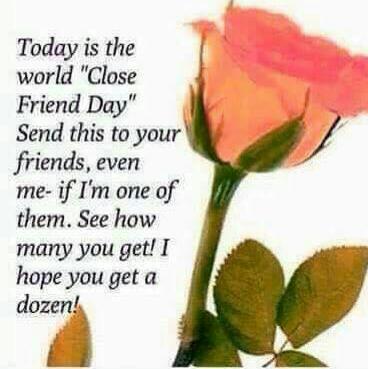 Today is the
world "Close
Friend Day"
Send this to your
friends, even
me- if I'm one of
them. See how
many you get! I
hope you get a
dozen!